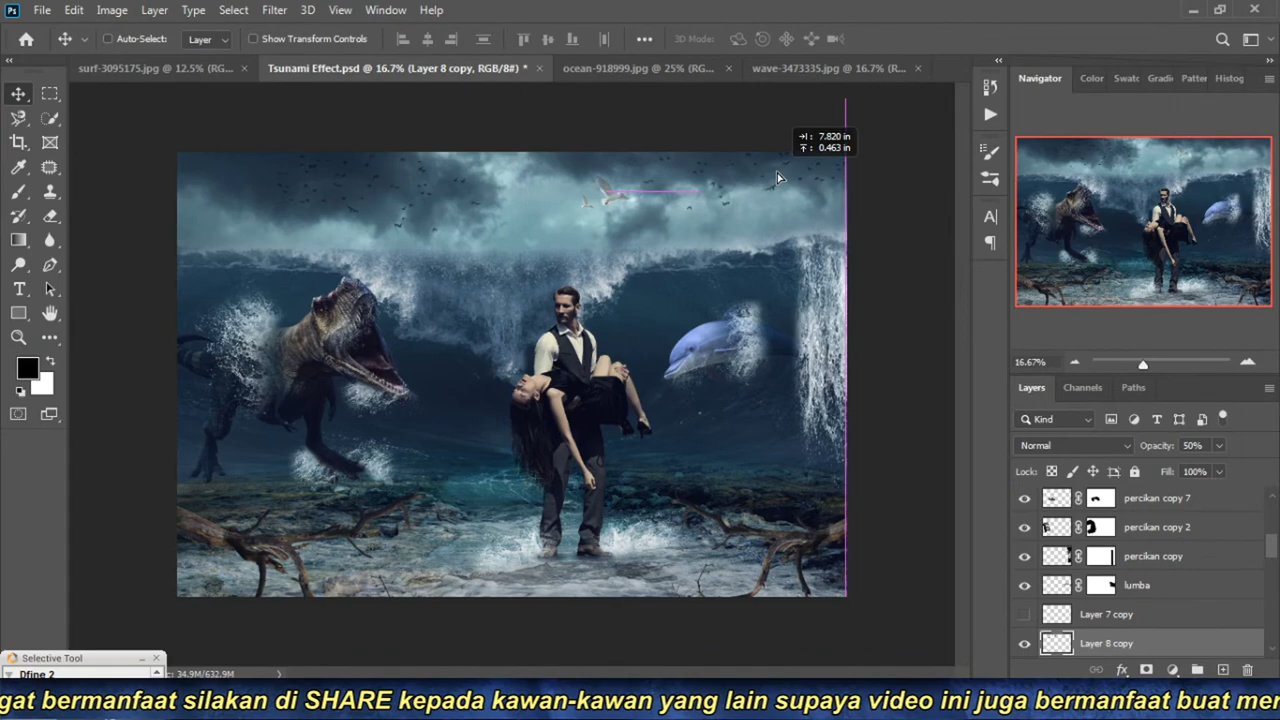 File Edit Image Layer Type Select Filter 3D View Window Help
Auto-Select: Layer Show Transform Controls 3D Mode:
surf-3095175.jpg @ 12.5% (RG... Tsunami Effect.psd @ 16.7% (Layer 8 copy, RGB/8#) * ocean-918999.jpg @ 25% (RG... wave-3473335.jpg @ 16.7% (R...
Navigator Color Swatc Gradi Patter Histog
7.820 in
0.463 in
16.67%
Layers Channels Paths
Kind
Normal Opacity: 50%
Lock: Fill: 100%
percikan copy 7
percikan copy 2
percikan copy
lumba
Layer 7 copy
Layer 8 copy
Selective Tool
Dfine 2
34.9M/632.9M
gat bermanfaat silakan di SHARE kepada kawan-kawan yang lain supaya video ini juga bermanfaat buat mer